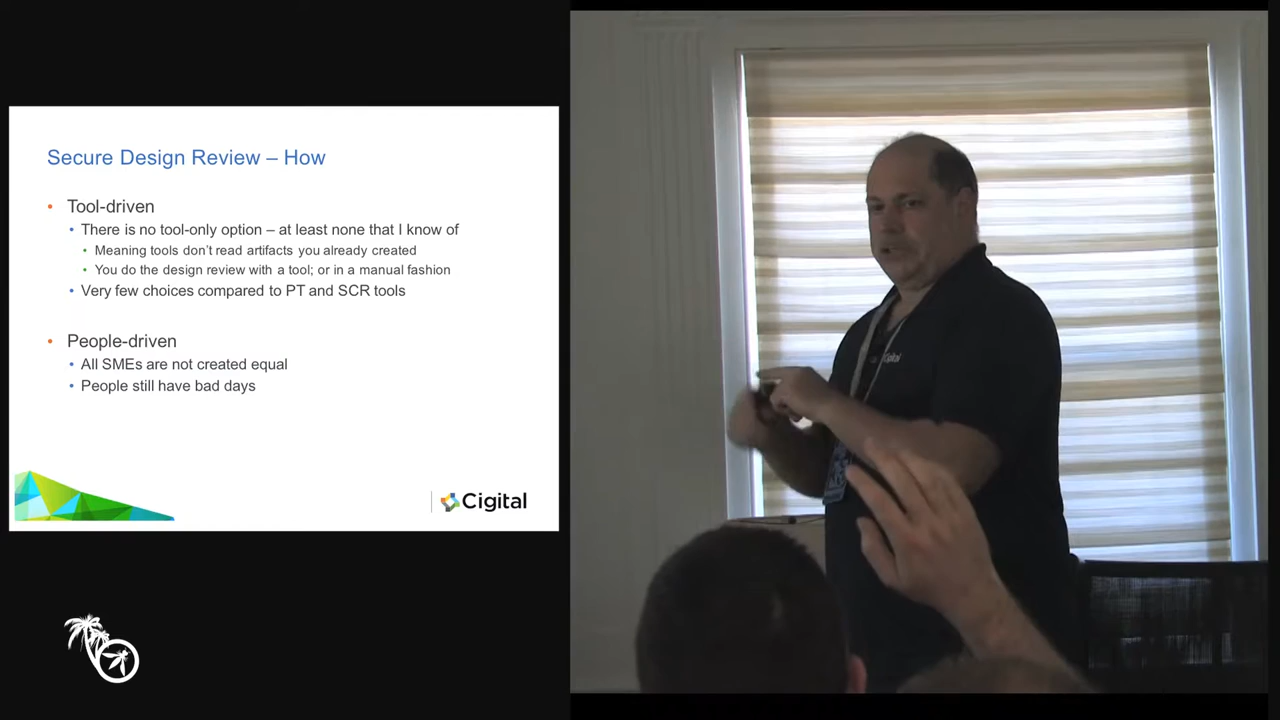 Secure Design Review – How
• Tool-driven
• There is no tool-only option – at least none that I know of
• Meaning tools don't read artifacts you already created
• You do the design review with a tool; or in a manual fashion
• Very few choices compared to PT and SCR tools
• People-driven
• All SMEs are not created equal
• People still have bad days
Cigital